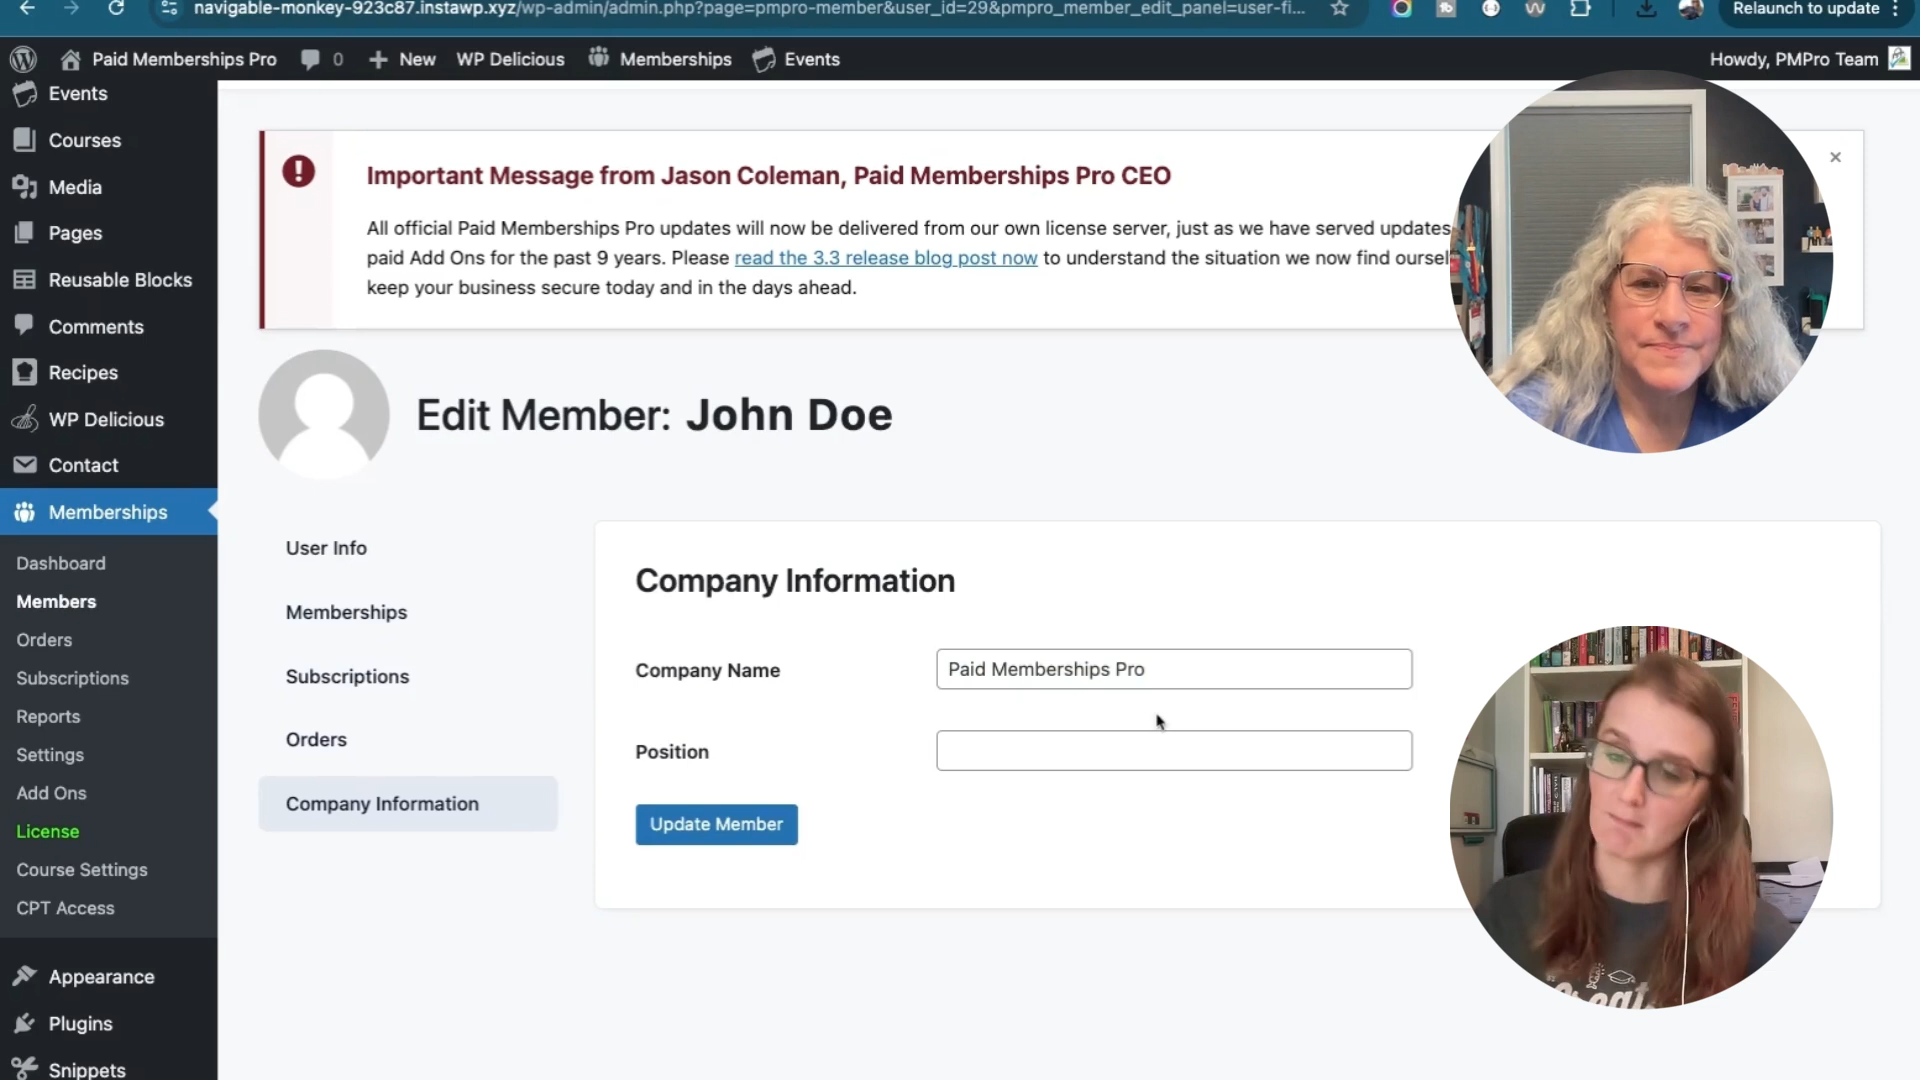 navigable-monkey-923c87.instawp.xyz/wp-admin/admin.php?page=pmpro-member&user_id=29&pmpro_member_edit_panel=user-fi...
Relaunch to update
Paid Memberships Pro
0
New
WP Delicious
Memberships
Events
Howdy, PMPro Team
Events
Courses
Media
Pages
Reusable Blocks
Comments
Recipes
WP Delicious
Contact
Memberships
Dashboard
Members
Orders
Subscriptions
Reports
Settings
Add Ons
License
Course Settings
CPT Access
Appearance
Plugins
Snippets
Important Message from Jason Coleman, Paid Memberships Pro CEO
All official Paid Memberships Pro updates will now be delivered from our own license server, just as we have served updates
paid Add Ons for the past 9 years. Please read the 3.3 release blog post now to understand the situation we now find oursel
keep your business secure today and in the days ahead.
Edit Member: John Doe
User Info
Memberships
Subscriptions
Orders
Company Information
Company Information
Company Name
Paid Memberships Pro
Position
Update Member